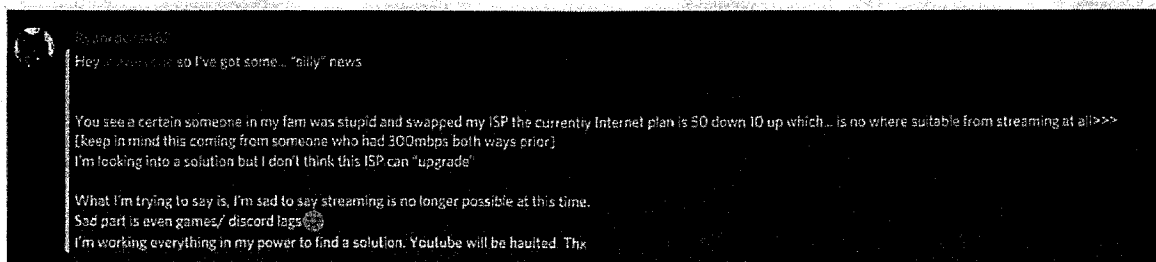 Hey so I've got some... "silly" news
You see a certain someone in my fam was stupid and swapped my ISP the currently Internet plan is 50 down 10 up which... is no where suitable from streaming at all>>>
[keep in mind this coming from someone who had 300mbps both ways prior]
I'm looking into a solution but I don't think this ISP can "upgrade"
What I'm trying to say is, I'm sad to say streaming is no longer possible at this time.
Sad part is even games/ discord lags
I'm working everything in my power to find a solution. Youtube will be haulted. Thx